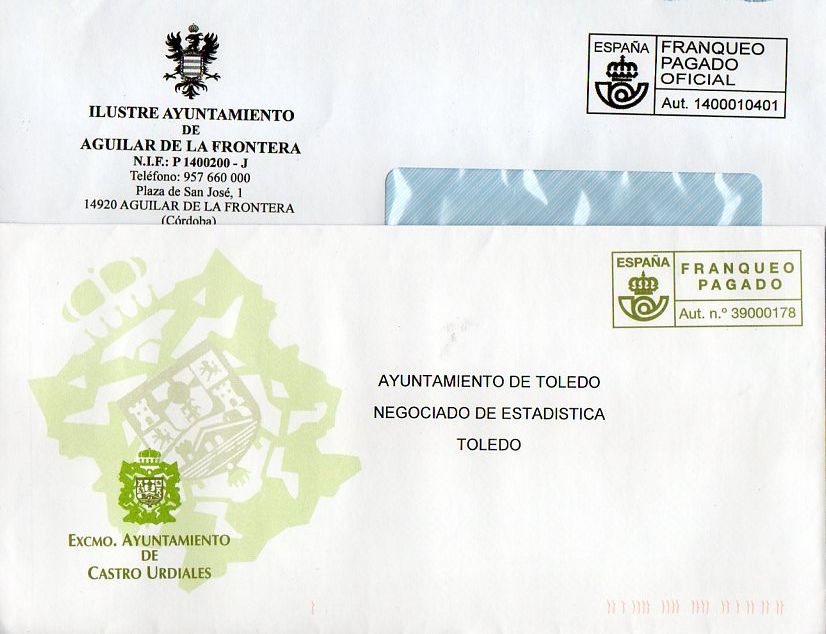 ILUSTRE AYUNTAMIENTO
DE
AGUILAR DE LA FRONTERA
N.I.F.: P 1400200 - J
Teléfono: 957 660 000
Plaza de San José, 1
14920 AGUILAR DE LA FRONTERA
(Córdoba)
ESPAÑA
FRANQUEO
PAGADO
OFICIAL
Aut. 1400010401
ESPAÑA
FRANQUEO
PAGADO
Aut. n.º 39000178
AYUNTAMIENTO DE TOLEDO
NEGOCIADO DE ESTADISTICA
TOLEDO
EXCMO. AYUNTAMIENTO
DE
CASTRO URDIALES